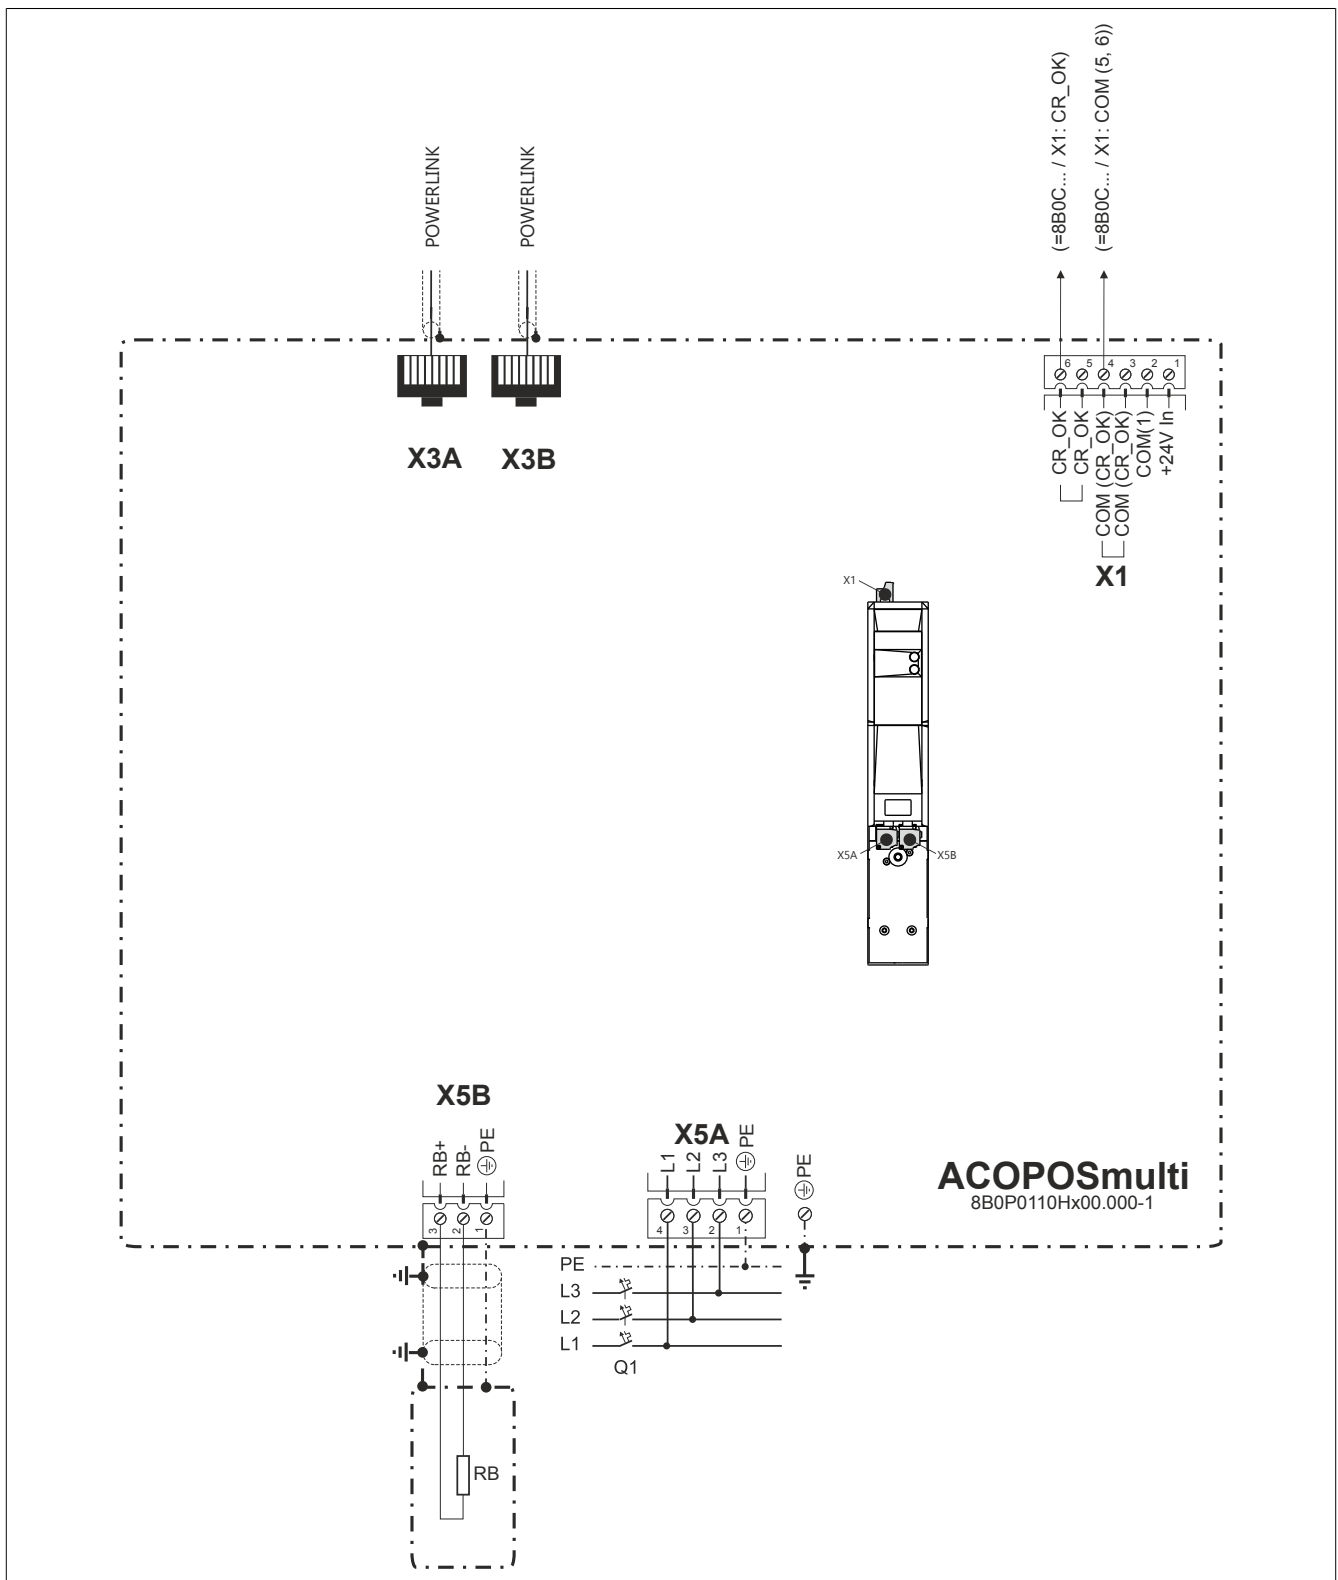 (=8B0C... / X1: CR_OK)
(=8B0C... / X1: COM (5, 6))
POWERLINK
POWERLINK
6 5 4 3 2 1
CR_OK
CR_OK
COM (CR_OK)
COM (CR_OK)
COM(1)
+24V In
X3A
X3B
X1
X1
X5A
X5B
X5B
RB+
RB-
PE
3 2 1
X5A
L1
L2
L3
PE
4 3 2 1
PE
ACOPOSmulti
8B0P0110Hx00.000-1
PE
L3
L2
L1
Q1
RB